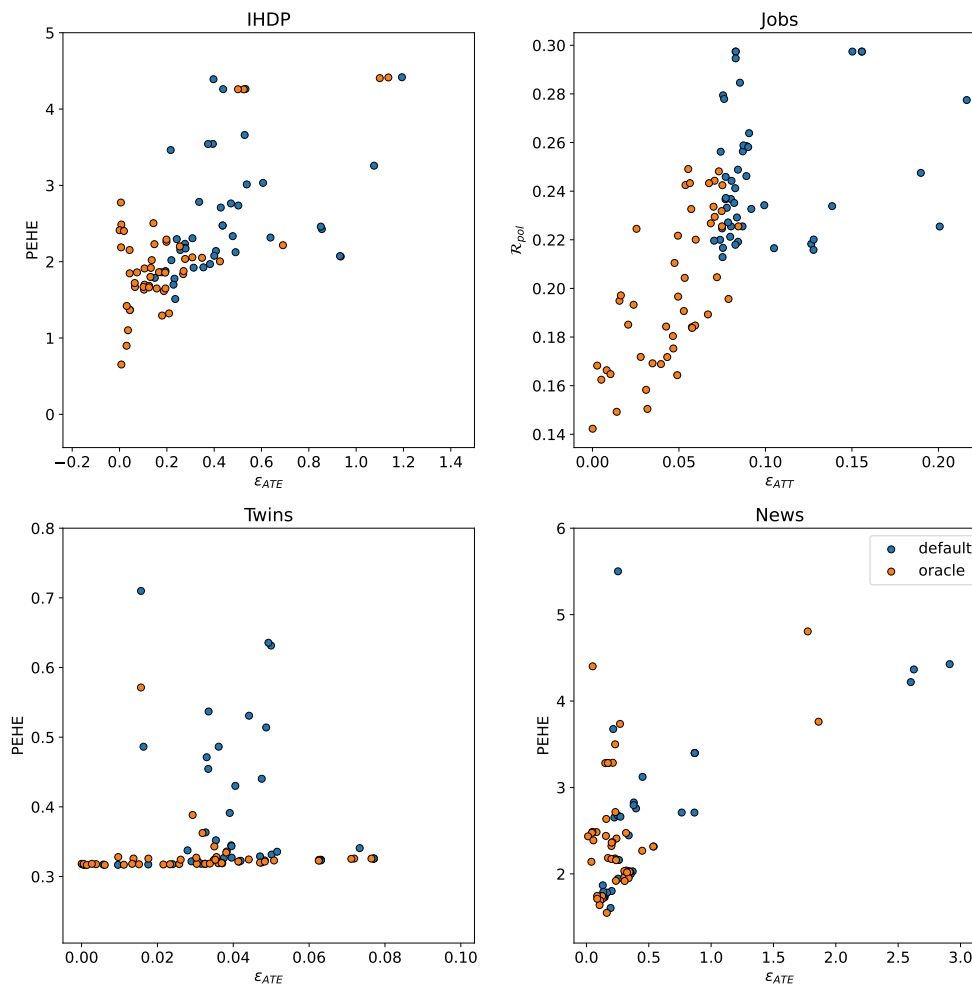 IHDP
5
4
3
2
1
0
PEHE
−0.2 0.0 0.2 0.4 0.6 0.8 1.0 1.2 1.4
ε_ATE
Jobs
0.30
0.28
0.26
0.24
0.22
0.20
0.18
0.16
0.14
R_pol
0.00 0.05 0.10 0.15 0.20
ε_ATT
Twins
0.8
0.7
0.6
0.5
0.4
0.3
PEHE
0.00 0.02 0.04 0.06 0.08 0.10
ε_ATE
News
default
oracle
6
5
4
3
2
PEHE
0.0 0.5 1.0 1.5 2.0 2.5 3.0
ε_ATE